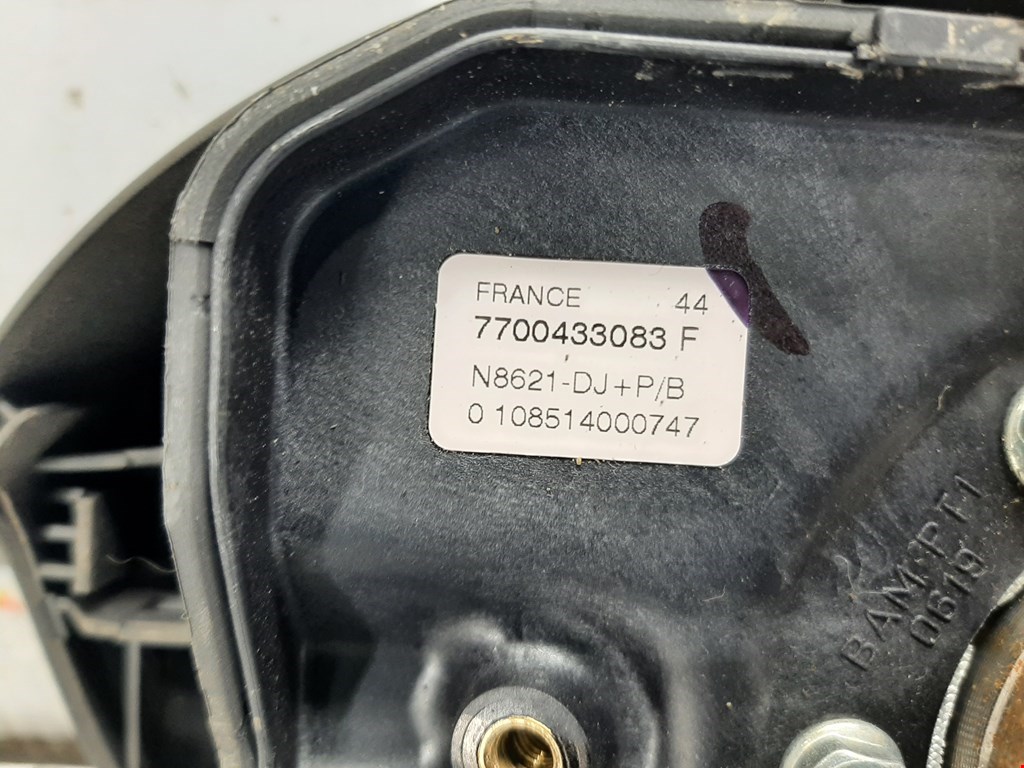 FRANCE 44
7700433083 F
N8621-DJ+P/B
0 108514000747
BAM-PT1
0619